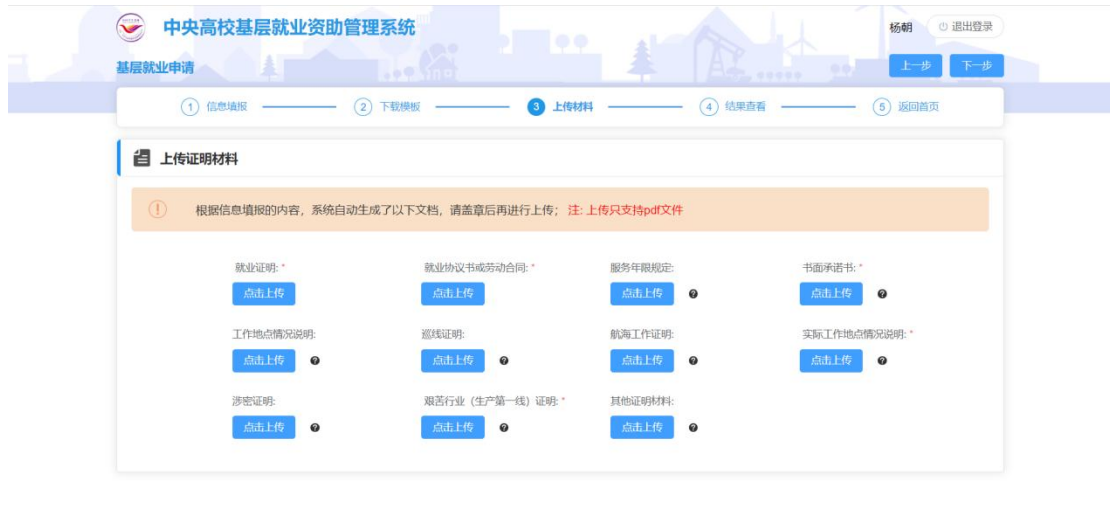 中央高校基层就业资助管理系统
杨朝
退出登录
基层就业申请
上一步
下一步
1 信息填报
2 下载模板
3 上传材料
4 结果查看
5 返回首页
上传证明材料
根据信息填报的内容，系统自动生成了以下文档，请盖章后再进行上传；注: 上传只支持pdf文件
就业证明: * 就业协议书或劳动合同: * 服务年限规定: 书面承诺书: *
点击上传 点击上传 点击上传 点击上传
工作地点情况说明: 巡线证明: 航海工作证明: 实际工作地点情况说明: *
点击上传 点击上传 点击上传 点击上传
涉密证明: 艰苦行业（生产第一线）证明: * 其他证明材料:
点击上传 点击上传 点击上传